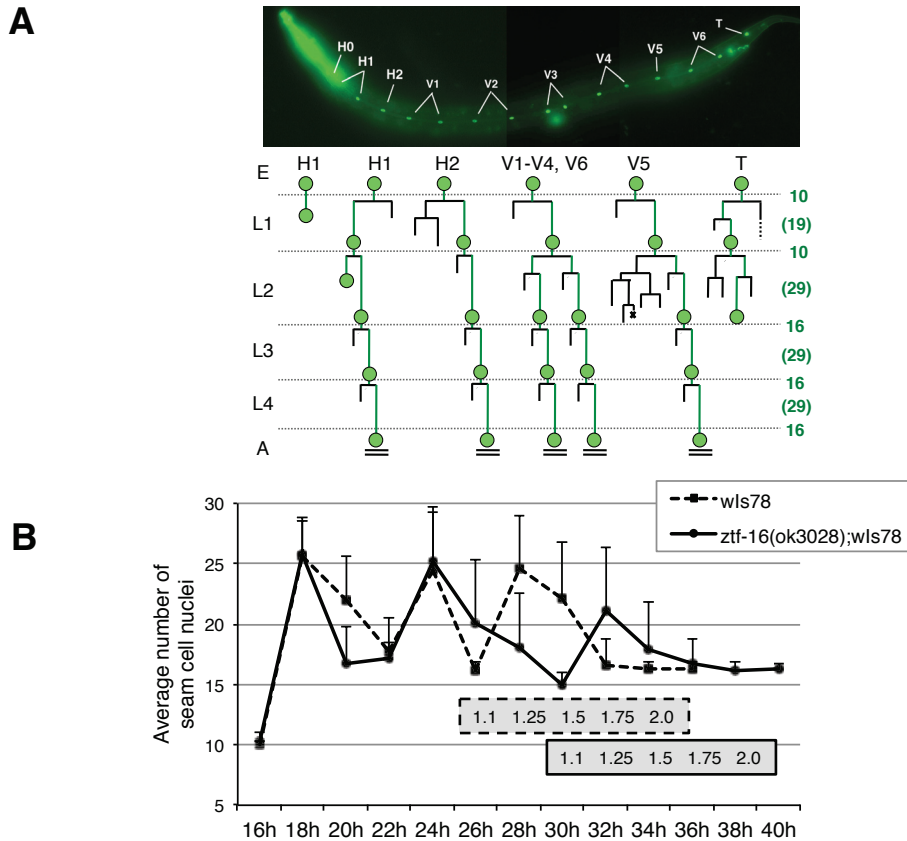 A
H0
H1
H2
V1
V2
V3
V4
V5
V6
T
E H1 H1 H2 V1-V4, V6 V5 T
10
L1 (19)
10
L2 (29)
x
16
L3 (29)
16
L4 (29)
16
A
B
wIs78
ztf-16(ok3028);wIs78
Average number of
seam cell nuclei
30
25
20
15
10
5
1.1 1.25 1.5 1.75 2.0
1.1 1.25 1.5 1.75 2.0
16h 18h 20h 22h 24h 26h 28h 30h 32h 34h 36h 38h 40h